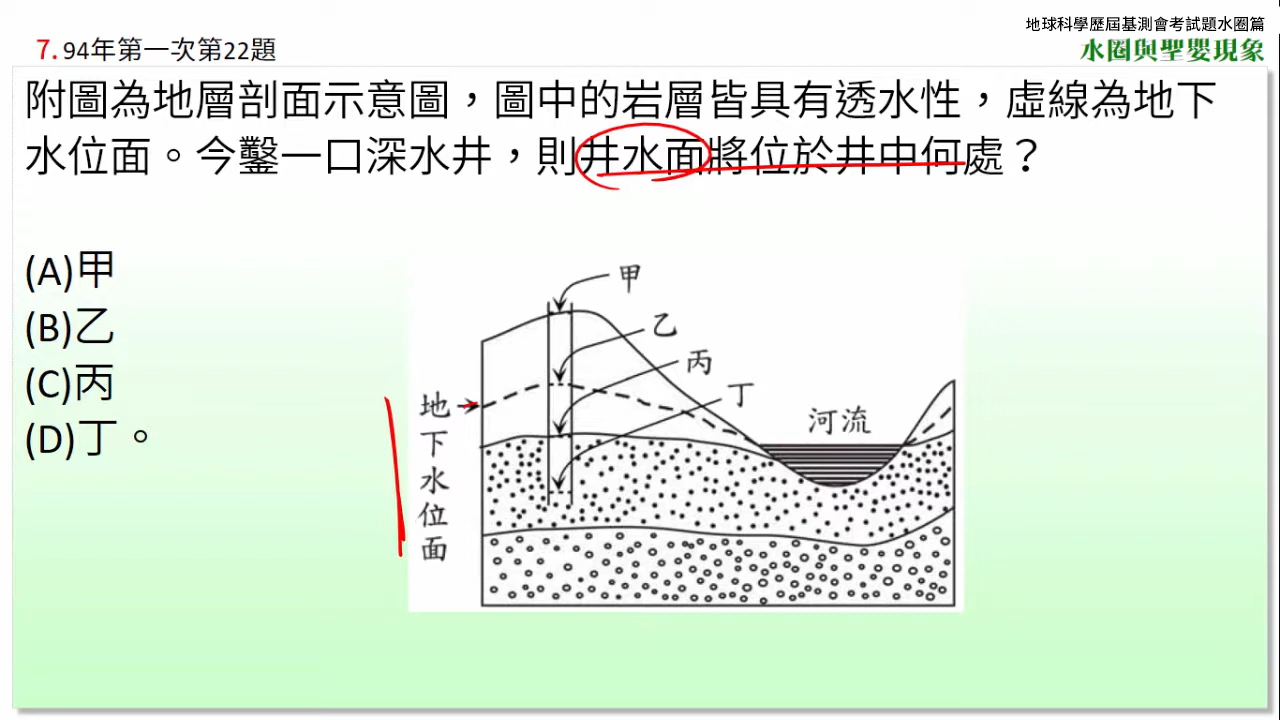 地球科學歷屆基測會考試題水圈篇
水圈與聖嬰現象
7. 94年第一次第22題
附圖為地層剖面示意圖，圖中的岩層皆具有透水性，虛線為地下
水位面。今鑿一口深水井，則井水面將位於井中何處？
(A)甲
(B)乙
(C)丙
(D)丁。
甲
乙
丙
丁
地下水位面
河流